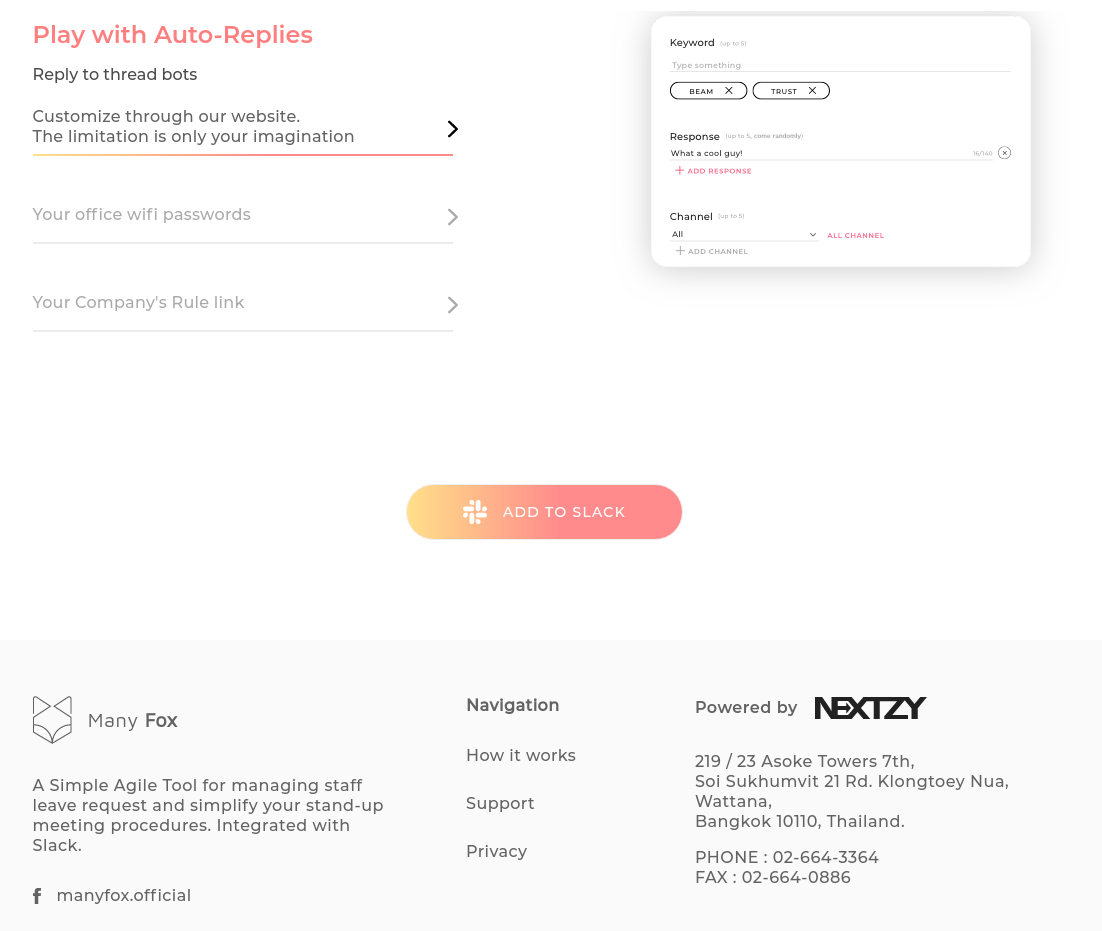 Play with Auto-Replies
Reply to thread bots
Customize through our website.
The limitation is only your imagination
Your office wifi passwords
Your Company's Rule link
Keyword (up to 5)
Type something
BEAM TRUST
Response (up to 5, come randomly)
What a cool guy! 16/140
ADD RESPONSE
Channel (up to 5)
All ALL CHANNEL
ADD CHANNEL
ADD TO SLACK
Many Fox
A Simple Agile Tool for managing staff
leave request and simplify your stand-up
meeting procedures. Integrated with
Slack.
manyfox.official
Navigation
How it works
Support
Privacy
Powered by NEXTZY
219 / 23 Asoke Towers 7th,
Soi Sukhumvit 21 Rd. Klongtoey Nua,
Wattana,
Bangkok 10110, Thailand.
PHONE : 02-664-3364
FAX : 02-664-0886